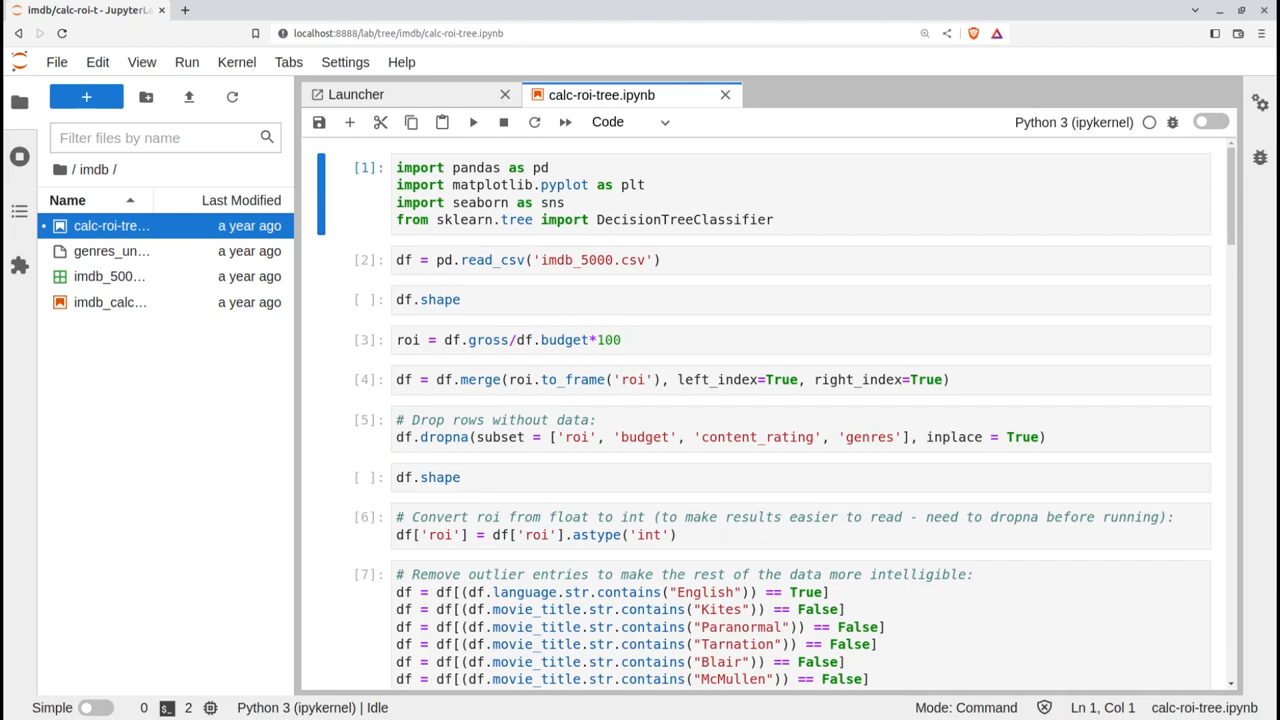 imdb/calc-roi-t - JupyterLa
localhost:8888/lab/tree/imdb/calc-roi-tree.ipynb
File Edit View Run Kernel Tabs Settings Help
Launcher
calc-roi-tree.ipynb
Filter files by name
Code
Python 3 (ipykernel)
/ imdb /
Name Last Modified
calc-roi-tre… a year ago
genres_un… a year ago
imdb_500… a year ago
imdb_calc… a year ago
[1]: import pandas as pd
import matplotlib.pyplot as plt
import seaborn as sns
from sklearn.tree import DecisionTreeClassifier
[2]: df = pd.read_csv('imdb_5000.csv')
[ ]: df.shape
[3]: roi = df.gross/df.budget*100
[4]: df = df.merge(roi.to_frame('roi'), left_index=True, right_index=True)
[5]: # Drop rows without data:
df.dropna(subset = ['roi', 'budget', 'content_rating', 'genres'], inplace = True)
[ ]: df.shape
[6]: # Convert roi from float to int (to make results easier to read - need to dropna before running):
df['roi'] = df['roi'].astype('int')
[7]: # Remove outlier entries to make the rest of the data more intelligible:
df = df[(df.language.str.contains("English")) == True]
df = df[(df.movie_title.str.contains("Kites")) == False]
df = df[(df.movie_title.str.contains("Paranormal")) == False]
df = df[(df.movie_title.str.contains("Tarnation")) == False]
df = df[(df.movie_title.str.contains("Blair")) == False]
df = df[(df.movie_title.str.contains("McMullen")) == False]
Simple 0 2 Python 3 (ipykernel) | Idle Mode: Command Ln 1, Col 1 calc-roi-tree.ipynb